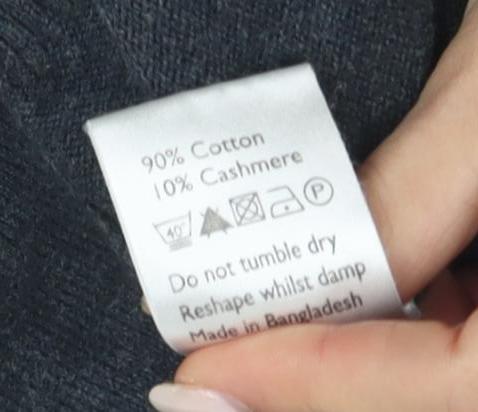 90% Cotton
10% Cashmere
40° P
Do not tumble dry
Reshape whilst damp
Made in Bangladesh